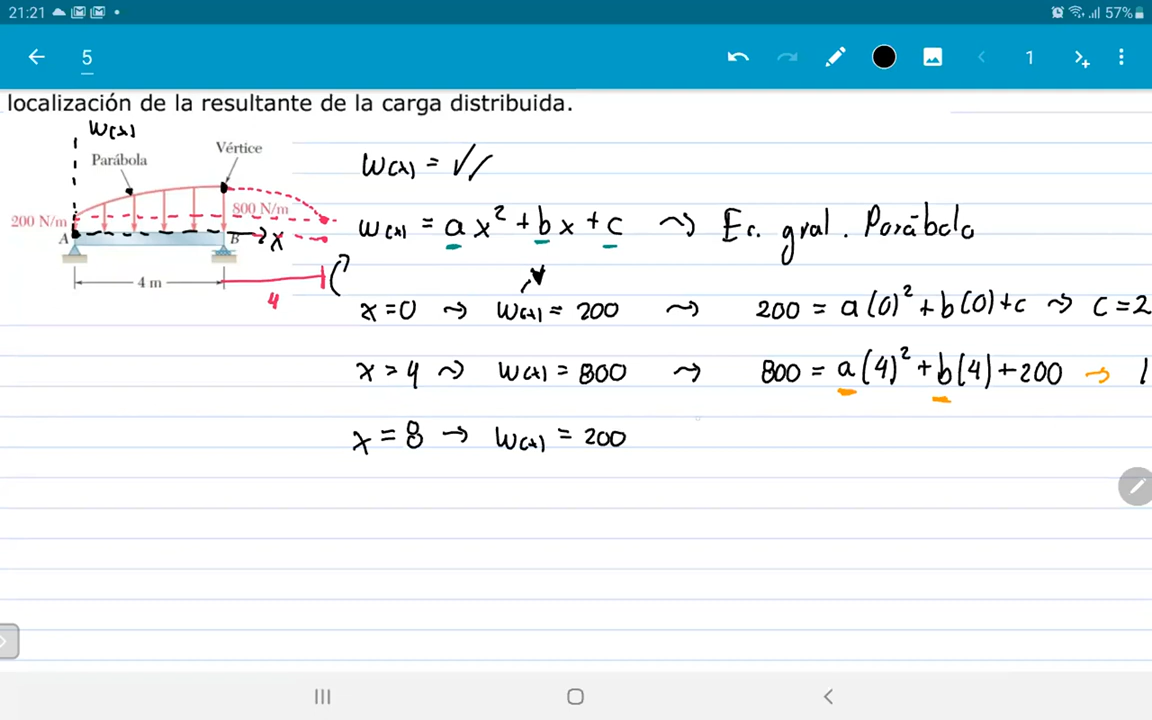 21:21 57%
5 1
localización de la resultante de la carga distribuida.
w(x)
Parábola
Vértice
200 N/m
800 N/m
A
B
x
4 m
4
w(x) =
w(x) = a x² + b x + c ⇝ Ec. gral. Parábola
x = 0 ⇝ w(x) = 200 ⇝ 200 = a(0)² + b(0) + c ⇝ c = 2
x = 4 ⇝ w(x) = 800 ⇝ 800 = a(4)² + b(4) + 200 →
x = 8 → w(x) = 200